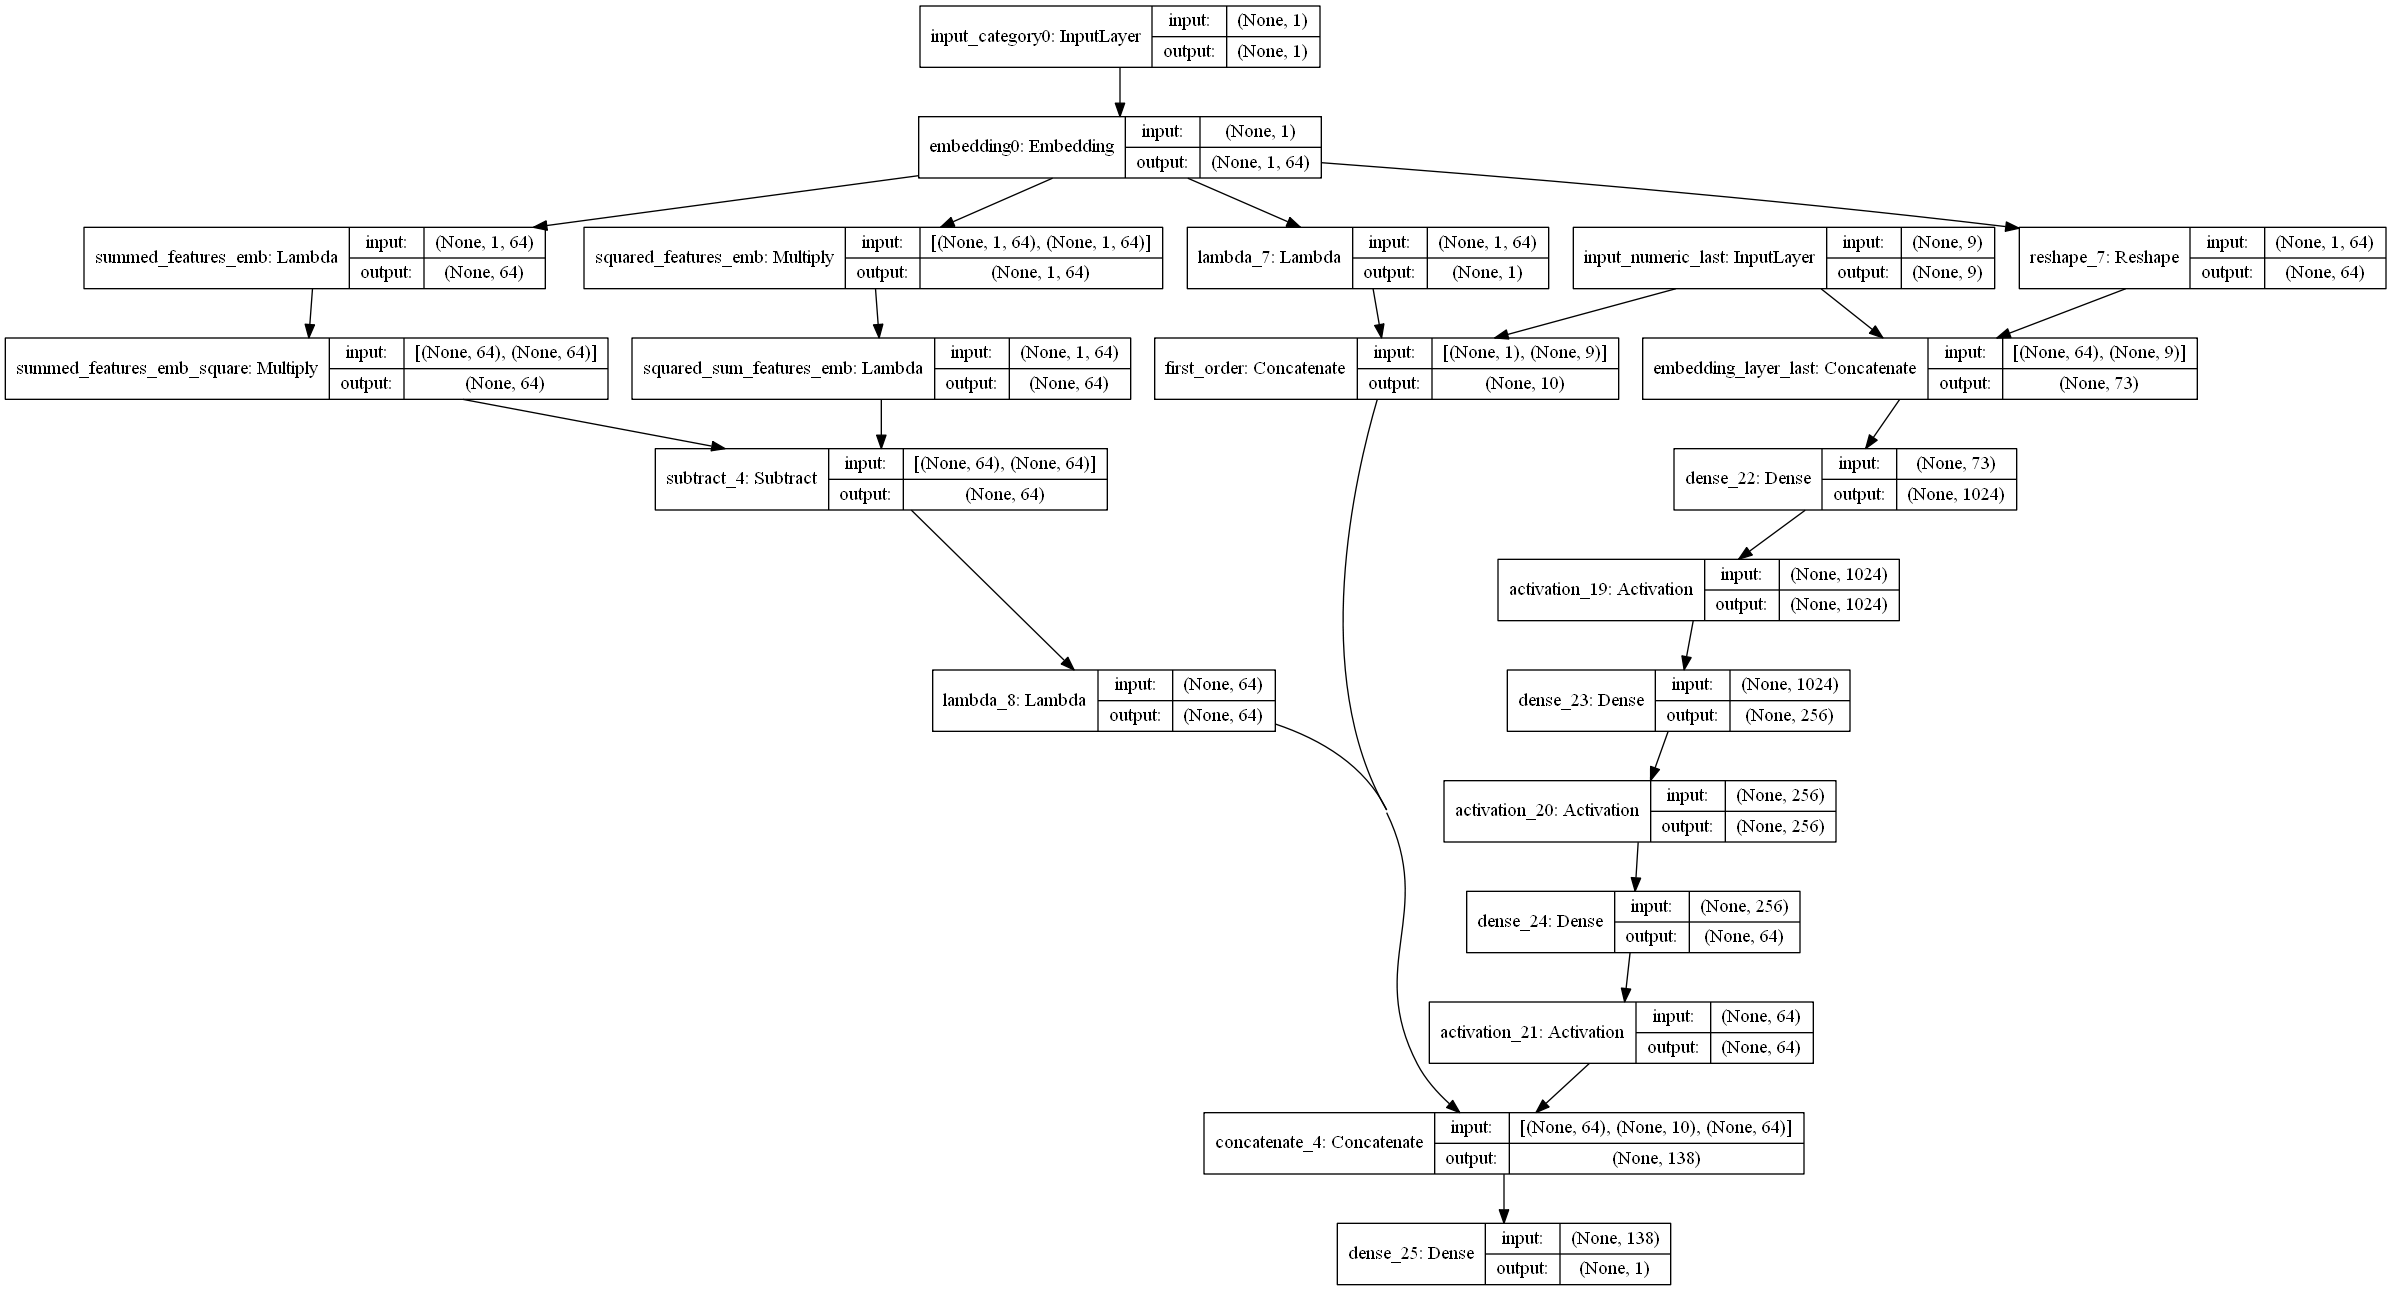 input_category0: InputLayer
input: (None, 1)
output: (None, 1)
embedding0: Embedding
input: (None, 1)
output: (None, 1, 64)
summed_features_emb: Lambda
input: (None, 1, 64)
output: (None, 64)
squared_features_emb: Multiply
input: [(None, 1, 64), (None, 1, 64)]
output: (None, 1, 64)
lambda_7: Lambda
input: (None, 1, 64)
output: (None, 1)
input_numeric_last: InputLayer
input: (None, 9)
output: (None, 9)
reshape_7: Reshape
input: (None, 1, 64)
output: (None, 64)
summed_features_emb_square: Multiply
input: [(None, 64), (None, 64)]
output: (None, 64)
squared_sum_features_emb: Lambda
input: (None, 1, 64)
output: (None, 64)
first_order: Concatenate
input: [(None, 1), (None, 9)]
output: (None, 10)
embedding_layer_last: Concatenate
input: [(None, 64), (None, 9)]
output: (None, 73)
subtract_4: Subtract
input: [(None, 64), (None, 64)]
output: (None, 64)
dense_22: Dense
input: (None, 73)
output: (None, 1024)
activation_19: Activation
input: (None, 1024)
output: (None, 1024)
lambda_8: Lambda
input: (None, 64)
output: (None, 64)
dense_23: Dense
input: (None, 1024)
output: (None, 256)
activation_20: Activation
input: (None, 256)
output: (None, 256)
dense_24: Dense
input: (None, 256)
output: (None, 64)
activation_21: Activation
input: (None, 64)
output: (None, 64)
concatenate_4: Concatenate
input: [(None, 64), (None, 10), (None, 64)]
output: (None, 138)
dense_25: Dense
input: (None, 138)
output: (None, 1)